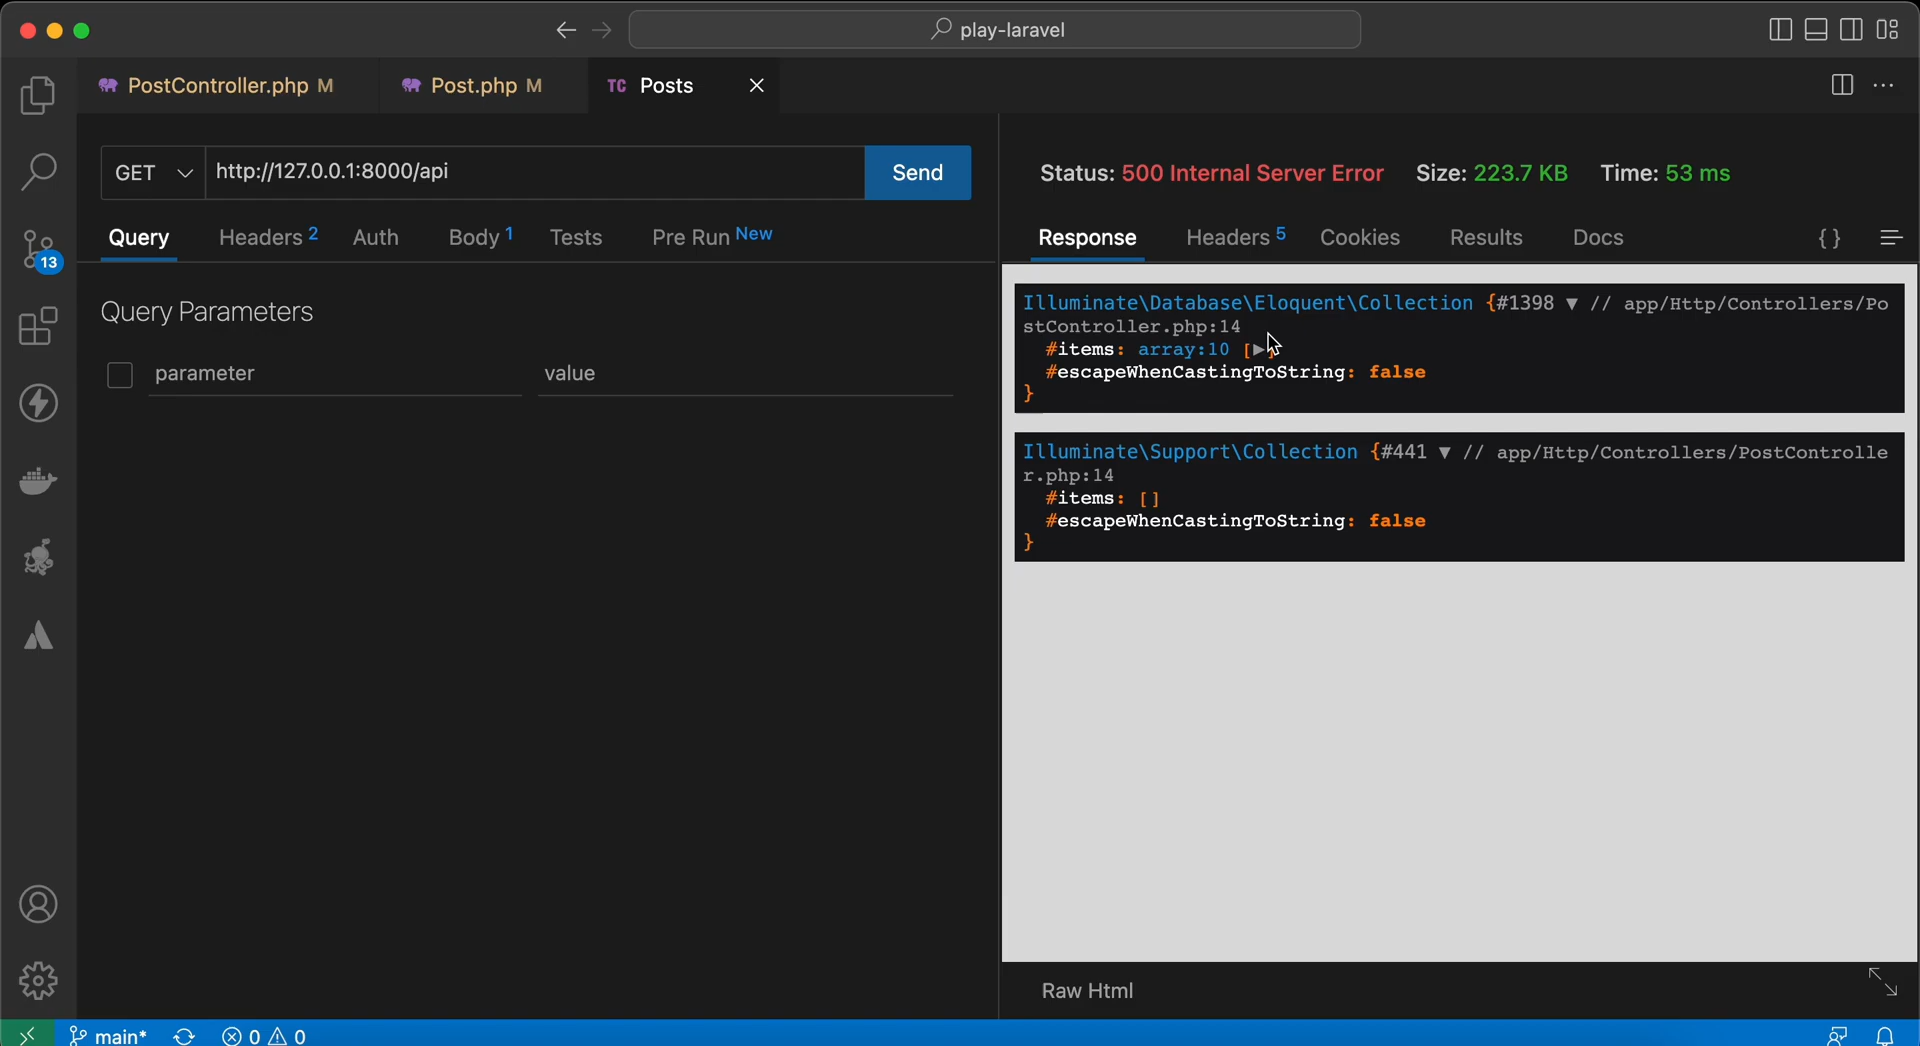 play-laravel
PostController.php M
Post.php M
TC Posts
GET
http://127.0.0.1:8000/api
Send
Query
Headers 2
Auth
Body 1
Tests
Pre Run New
Query Parameters
parameter
value
13
Status: 500 Internal Server Error Size: 223.7 KB Time: 53 ms
Response
Headers 5
Cookies
Results
Docs
{ }
Illuminate\Database\Eloquent\Collection {#1398 ▼ // app/Http/Controllers/Po
stController.php:14
#items: array:10 [▶]
#escapeWhenCastingToString: false
}
Illuminate\Support\Collection {#441 ▼ // app/Http/Controllers/PostControlle
r.php:14
#items: []
#escapeWhenCastingToString: false
}
Raw Html
main*
0
0